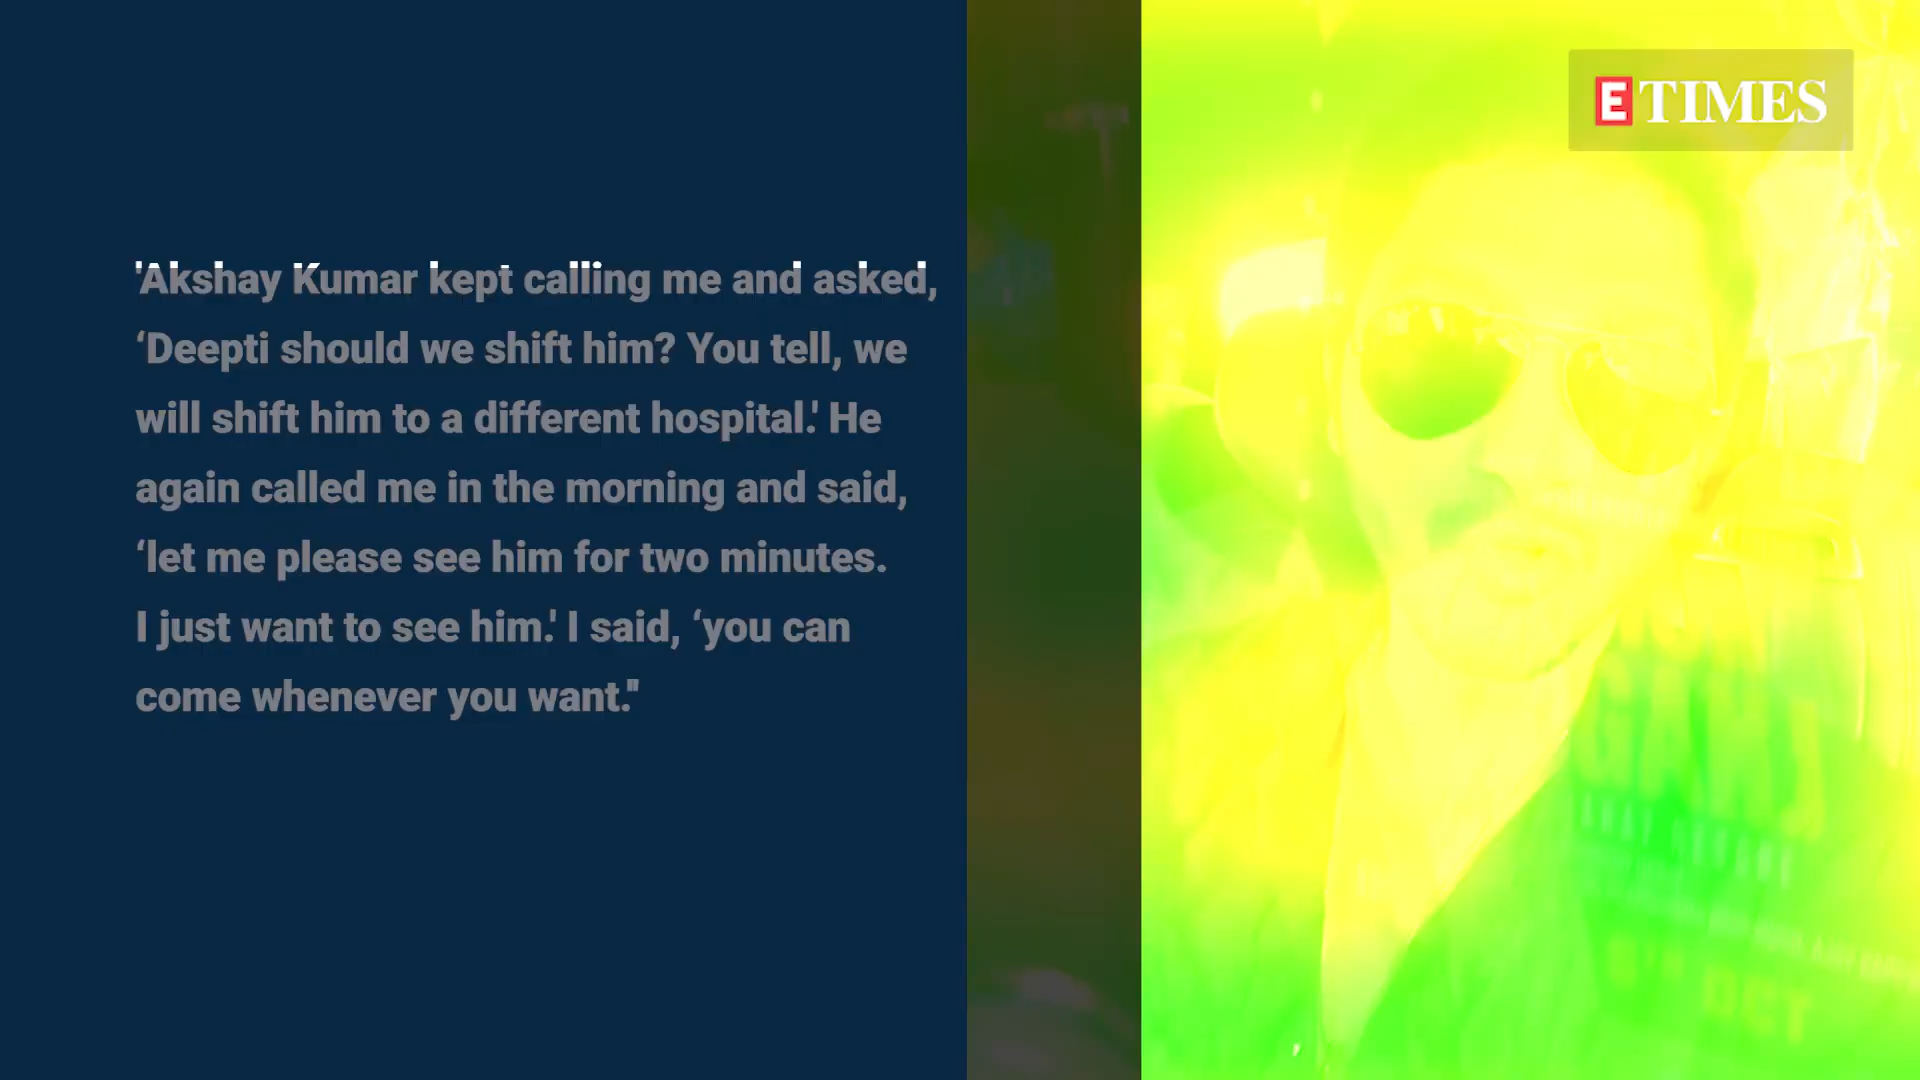 E TIMES
'Akshay Kumar kept calling me and asked,
‘Deepti should we shift him? You tell, we
will shift him to a different hospital.' He
again called me in the morning and said,
‘let me please see him for two minutes.
I just want to see him.' I said, ‘you can
come whenever you want."
OCT